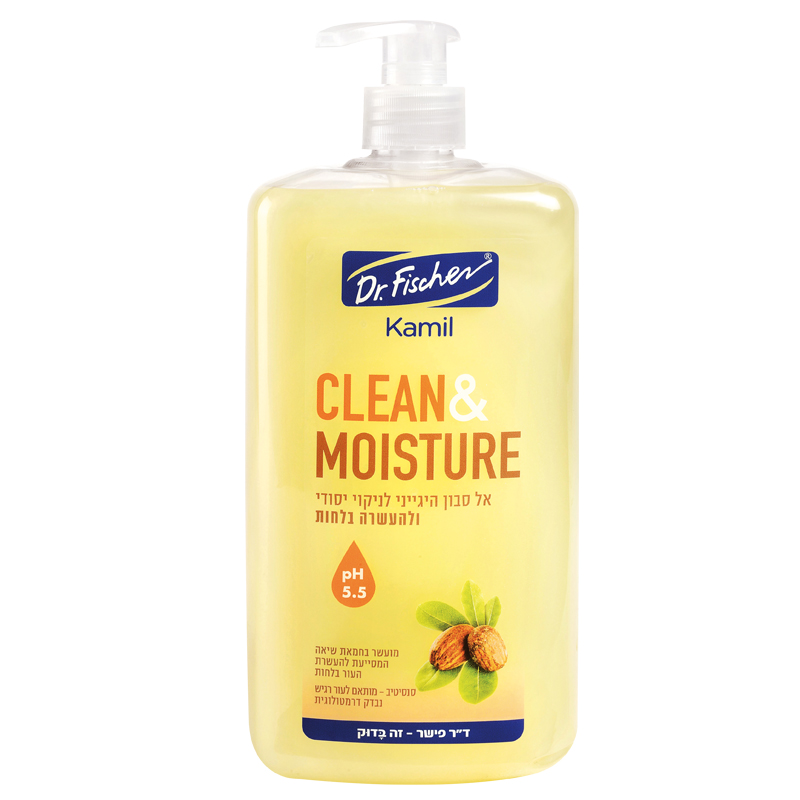 Dr. Fischer®
Kamil
CLEAN&
MOISTURE
אל סבון היגייני לניקוי יסודי
ולהעשרה בלחות
pH
5.5
מועשר בחמאת שיאה
המסייעת להעשרת
העור בלחות
סנסיטיב - מותאם לעור רגיש
נבדק דרמטולוגית
ד״ר פישר - זה בָּדוּק